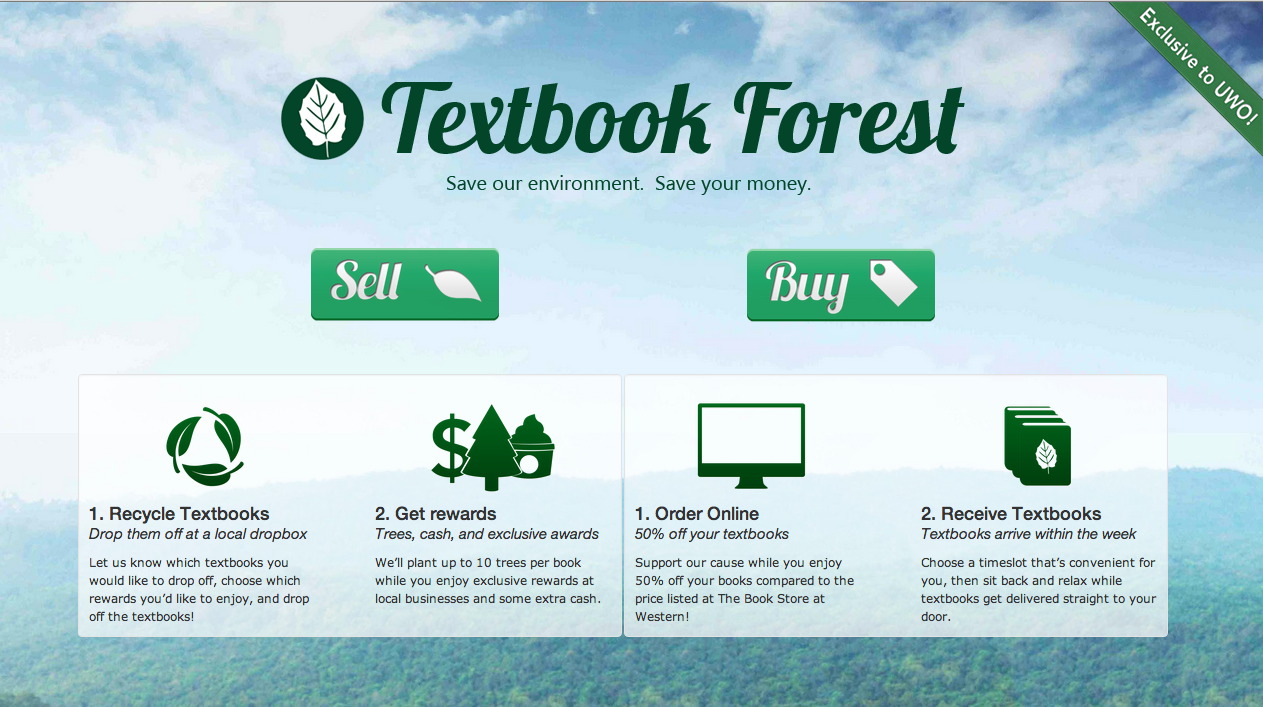 Exclusive to UWO!
Textbook Forest
Save our environment.  Save your money.
Sell
Buy
$
1. Recycle Textbooks
Drop them off at a local dropbox
Let us know which textbooks you
would like to drop off, choose which
rewards you’d like to enjoy, and drop
off the textbooks!
2. Get rewards
Trees, cash, and exclusive awards
We’ll plant up to 10 trees per book
while you enjoy exclusive rewards at
local businesses and some extra cash.
1. Order Online
50% off your textbooks
Support our cause while you enjoy
50% off your books compared to the
price listed at The Book Store at
Western!
2. Receive Textbooks
Textbooks arrive within the week
Choose a timeslot that’s convenient for
you, then sit back and relax while
textbooks get delivered straight to your
door.